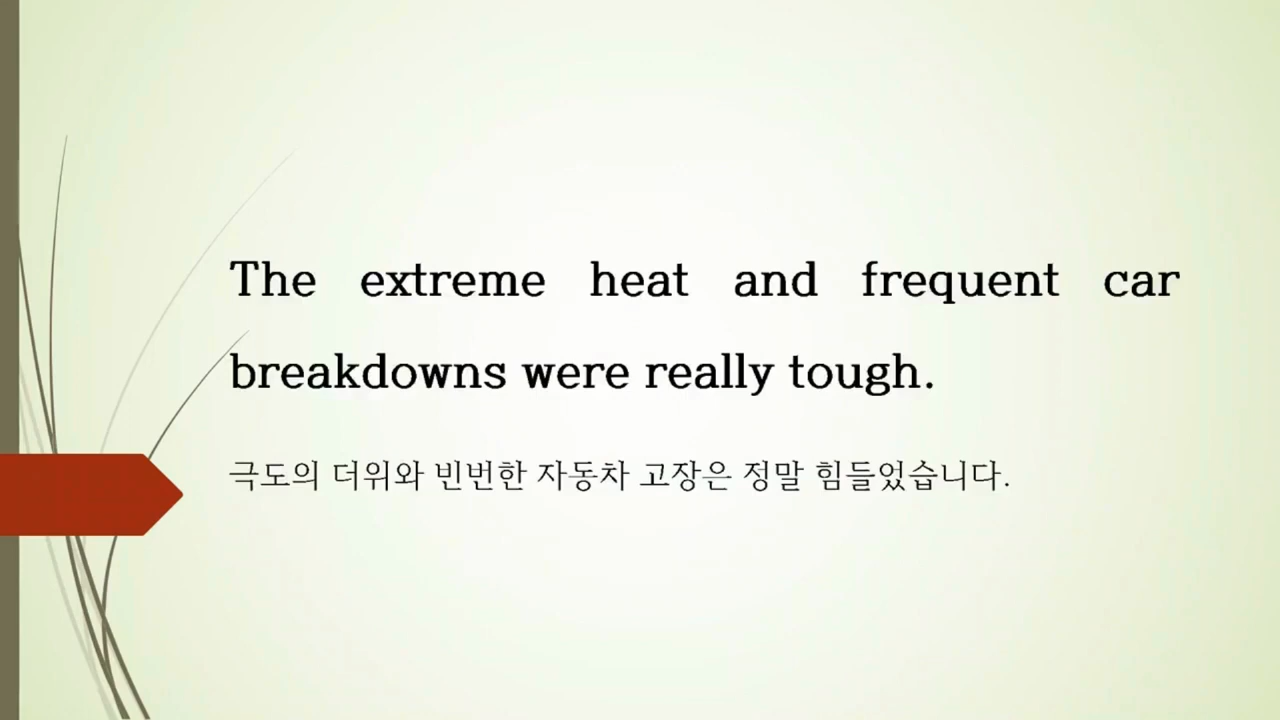 The extreme heat and frequent car
breakdowns were really tough.
극도의 더위와 빈번한 자동차 고장은 정말 힘들었습니다.